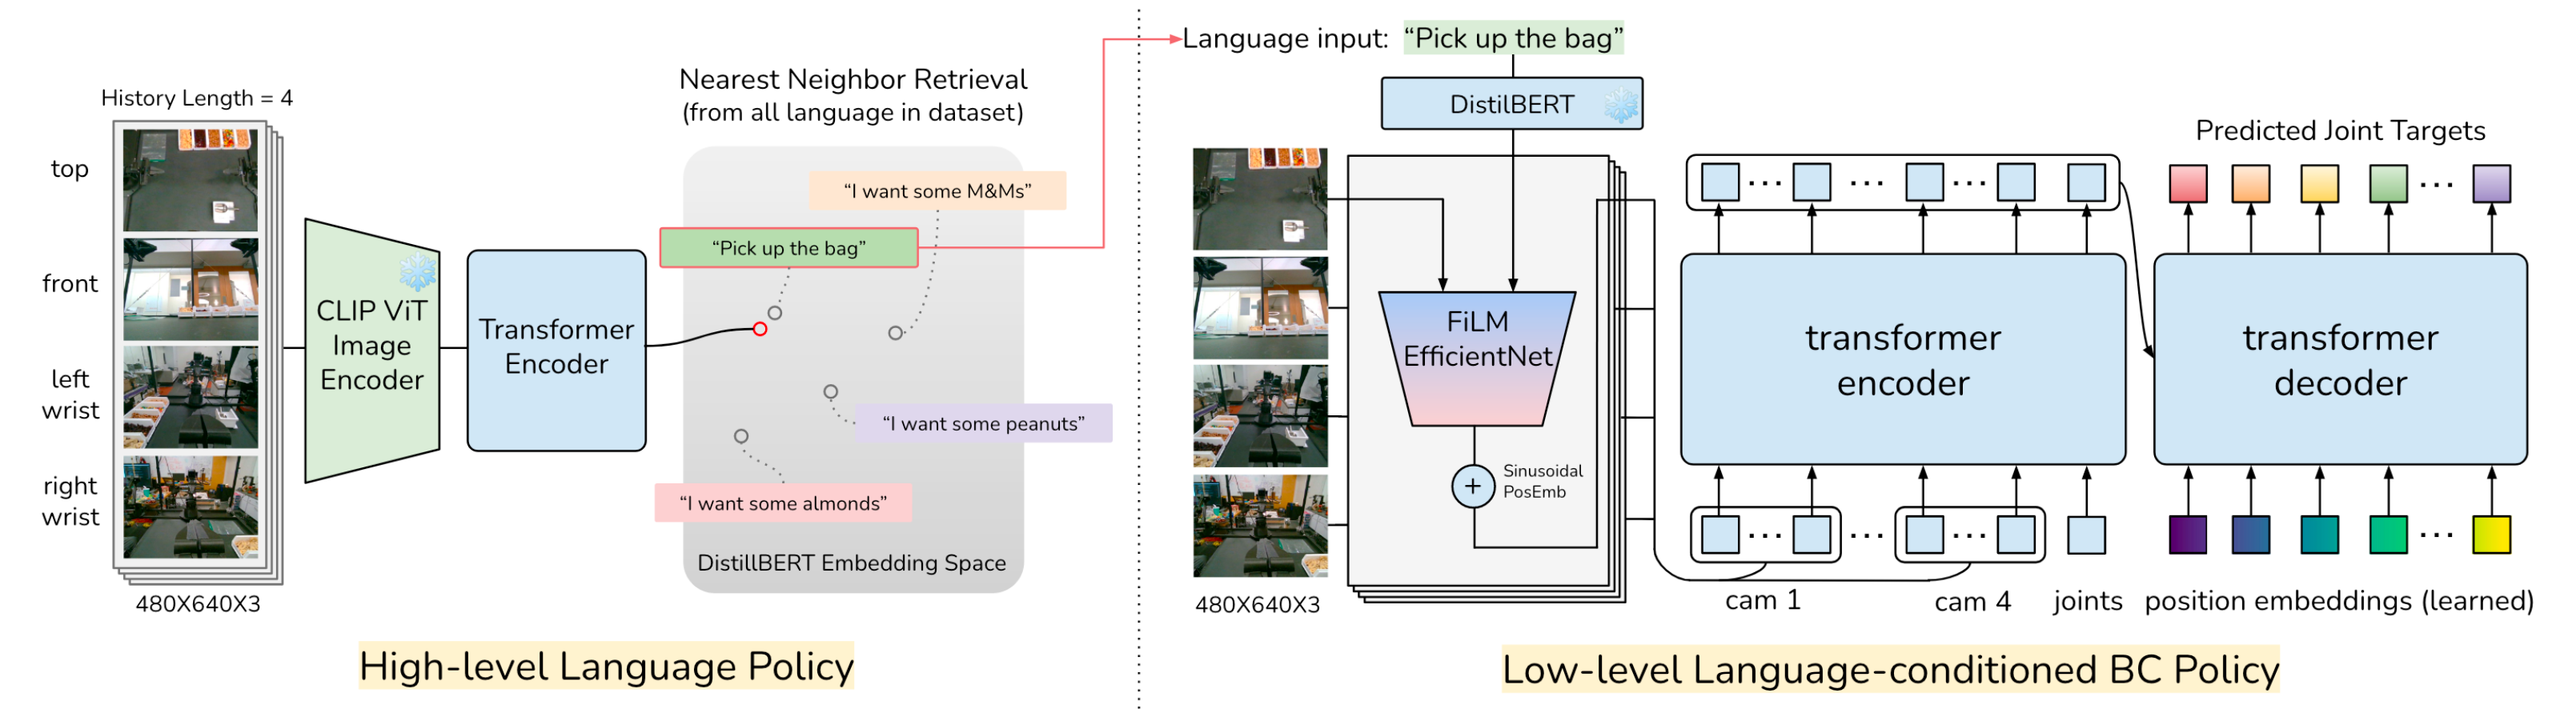 History Length = 4
top
front
left
wrist
right
wrist
480X640X3
CLIP ViT
Image
Encoder
Transformer
Encoder
Nearest Neighbor Retrieval
(from all language in dataset)
“I want some M&Ms”
“Pick up the bag”
“I want some peanuts”
“I want some almonds”
DistillBERT Embedding Space
High-level Language Policy
Language input: “Pick up the bag”
DistilBERT
FiLM
EfficientNet
+
Sinusoidal
PosEmb
480X640X3
transformer
encoder
cam 1
cam 4
joints
Predicted Joint Targets
transformer
decoder
position embeddings (learned)
Low-level Language-conditioned BC Policy